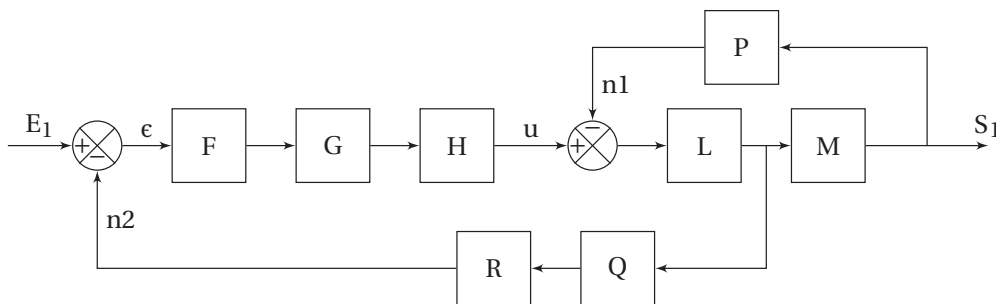 P
n1
E1
ϵ
F
G
H
u
L
M
S1
+
−
+
−
n2
R
Q